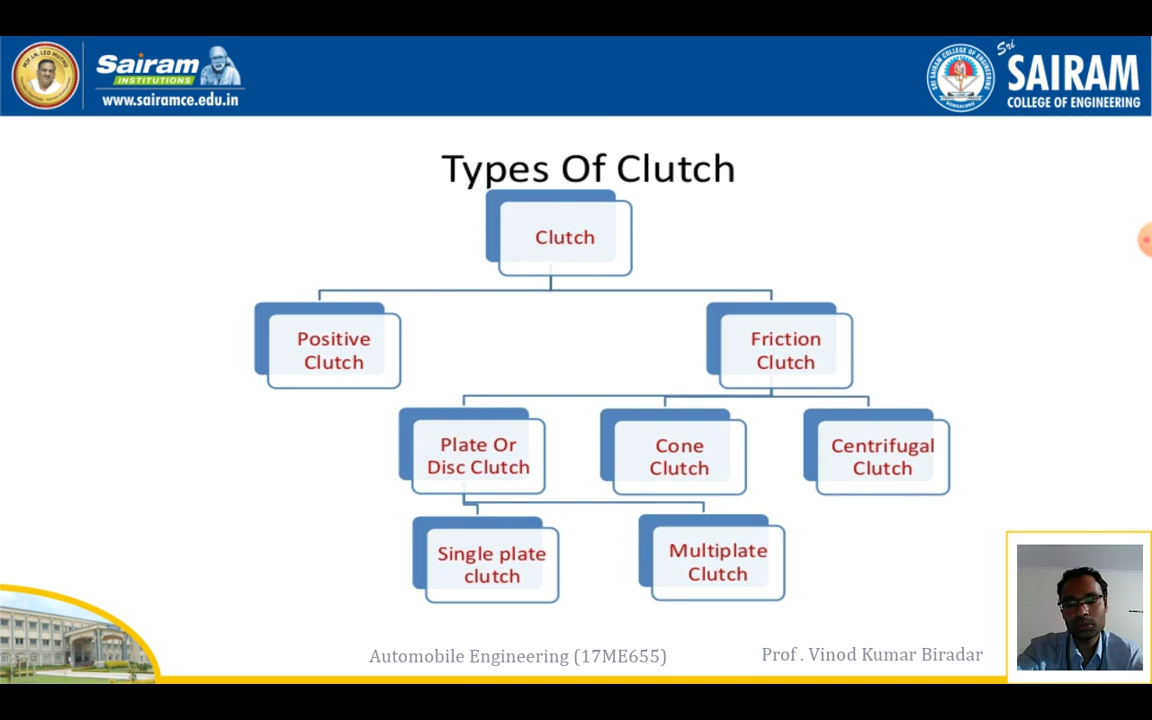 Sairam
INSTITUTIONS
www.sairamce.edu.in
Sri
SAIRAM
COLLEGE OF ENGINEERING
Types Of Clutch
Clutch
Positive
Clutch
Friction
Clutch
Plate Or
Disc Clutch
Cone
Clutch
Centrifugal
Clutch
Single plate
clutch
Multiplate
Clutch
Automobile Engineering (17ME655)
Prof . Vinod Kumar Biradar